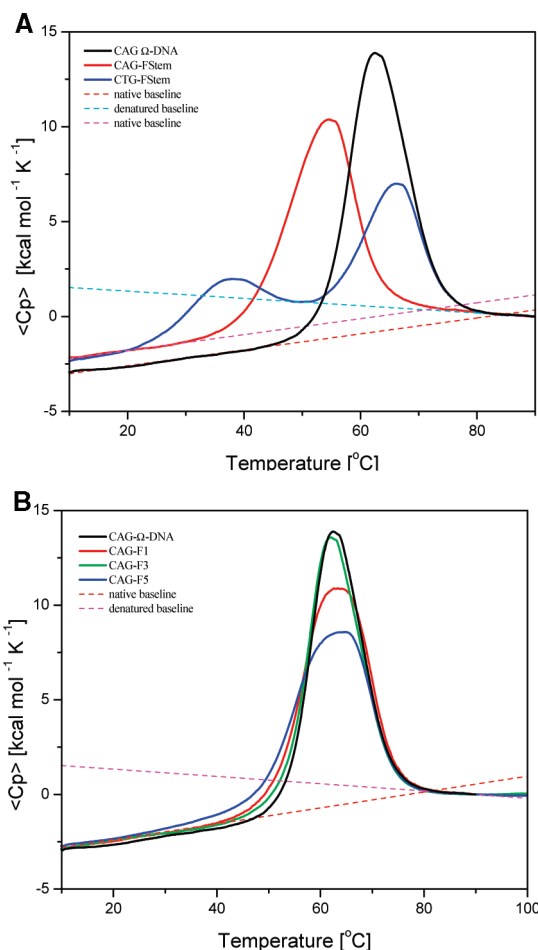 A
15
10
5
0
-5
<Cp> [kcal mol -1 K -1]
CAG Ω-DNA
CAG-FStem
CTG-FStem
native baseline
denatured baseline
native baseline
20 40 60 80
Temperature [oC]
B
15
10
5
0
-5
<Cp> [kcal mol -1 K -1]
CAG-Ω-DNA
CAG-F1
CAG-F3
CAG-F5
native baseline
denatured baseline
20 40 60 80 100
Temperature [oC]